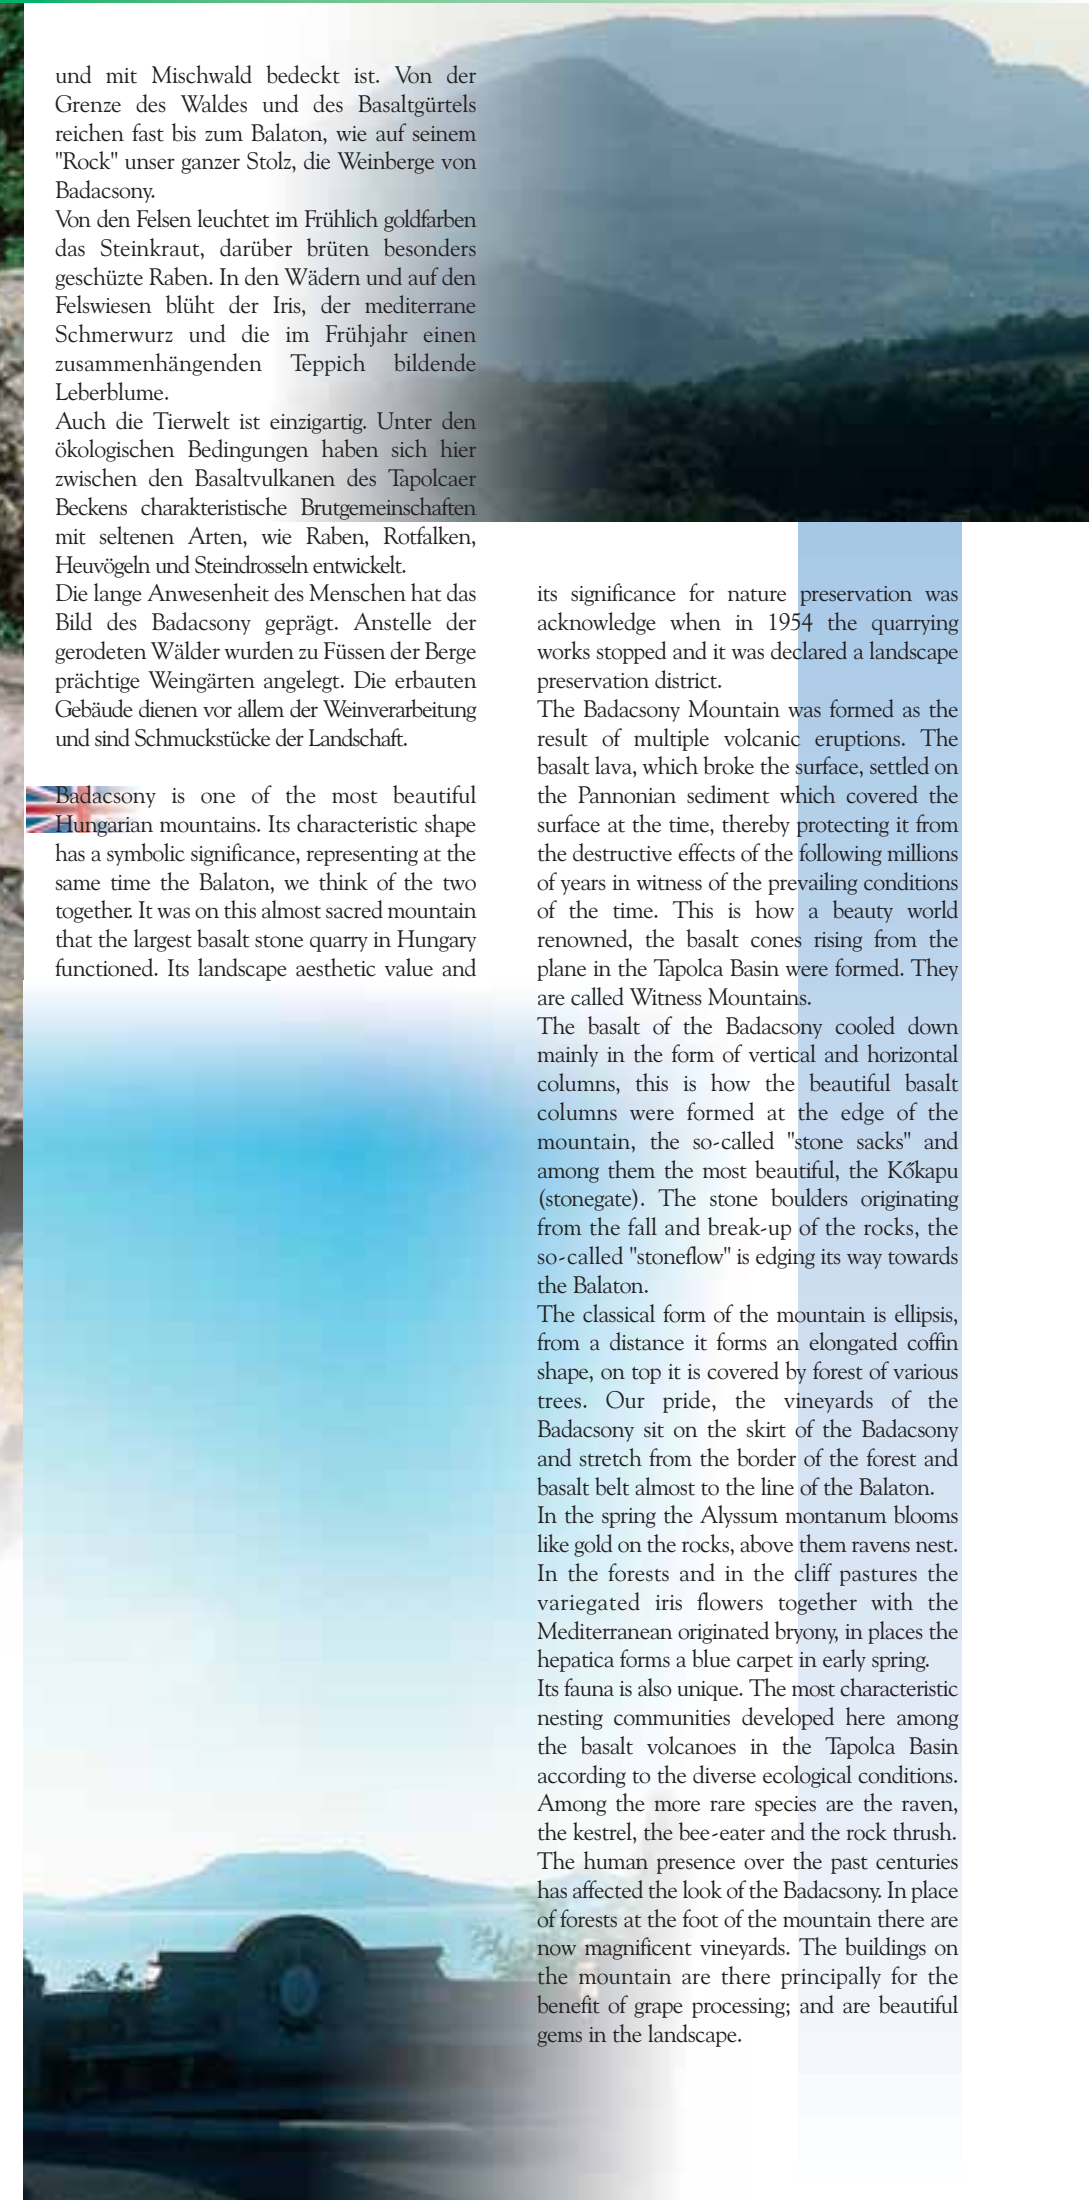 und mit Mischwald bedeckt ist. Von der
Grenze des Waldes und des Basaltgürtels
reichen fast bis zum Balaton, wie auf seinem
"Rock" unser ganzer Stolz, die Weinberge von
Badacsony.
Von den Felsen leuchtet im Frühlich goldfarben
das Steinkraut, darüber brüten besonders
geschüzte Raben. In den Wädern und auf den
Felswiesen blüht der Iris, der mediterrane
Schmerwurz und die im Frühjahr einen
zusammenhängenden Teppich bildende
Leberblume.
Auch die Tierwelt ist einzigartig. Unter den
ökologischen Bedingungen haben sich hier
zwischen den Basaltvulkanen des Tapolcaer
Beckens charakteristische Brutgemeinschaften
mit seltenen Arten, wie Raben, Rotfalken,
Heuvögeln und Steindrosseln entwickelt.
Die lange Anwesenheit des Menschen hat das
Bild des Badacsony geprägt. Anstelle der
gerodeten Wälder wurden zu Füssen der Berge
prächtige Weingärten angelegt. Die erbauten
Gebäude dienen vor allem der Weinverarbeitung
und sind Schmuckstücke der Landschaft.
Badacsony is one of the most beautiful
Hungarian mountains. Its characteristic shape
has a symbolic significance, representing at the
same time the Balaton, we think of the two
together. It was on this almost sacred mountain
that the largest basalt stone quarry in Hungary
functioned. Its landscape aesthetic value and
its significance for nature preservation was
acknowledge when in 1954 the quarrying
works stopped and it was declared a landscape
preservation district.
The Badacsony Mountain was formed as the
result of multiple volcanic eruptions. The
basalt lava, which broke the surface, settled on
the Pannonian sediment which covered the
surface at the time, thereby protecting it from
the destructive effects of the following millions
of years in witness of the prevailing conditions
of the time. This is how a beauty world
renowned, the basalt cones rising from the
plane in the Tapolca Basin were formed. They
are called Witness Mountains.
The basalt of the Badacsony cooled down
mainly in the form of vertical and horizontal
columns, this is how the beautiful basalt
columns were formed at the edge of the
mountain, the so-called "stone sacks" and
among them the most beautiful, the Kőkapu
(stonegate). The stone boulders originating
from the fall and break-up of the rocks, the
so-called "stoneflow" is edging its way towards
the Balaton.
The classical form of the mountain is ellipsis,
from a distance it forms an elongated coffin
shape, on top it is covered by forest of various
trees. Our pride, the vineyards of the
Badacsony sit on the skirt of the Badacsony
and stretch from the border of the forest and
basalt belt almost to the line of the Balaton.
In the spring the Alyssum montanum blooms
like gold on the rocks, above them ravens nest.
In the forests and in the cliff pastures the
variegated iris flowers together with the
Mediterranean originated bryony, in places the
hepatica forms a blue carpet in early spring.
Its fauna is also unique. The most characteristic
nesting communities developed here among
the basalt volcanoes in the Tapolca Basin
according to the diverse ecological conditions.
Among the more rare species are the raven,
the kestrel, the bee-eater and the rock thrush.
The human presence over the past centuries
has affected the look of the Badacsony. In place
of forests at the foot of the mountain there are
now magnificent vineyards. The buildings on
the mountain are there principally for the
benefit of grape processing; and are beautiful
gems in the landscape.